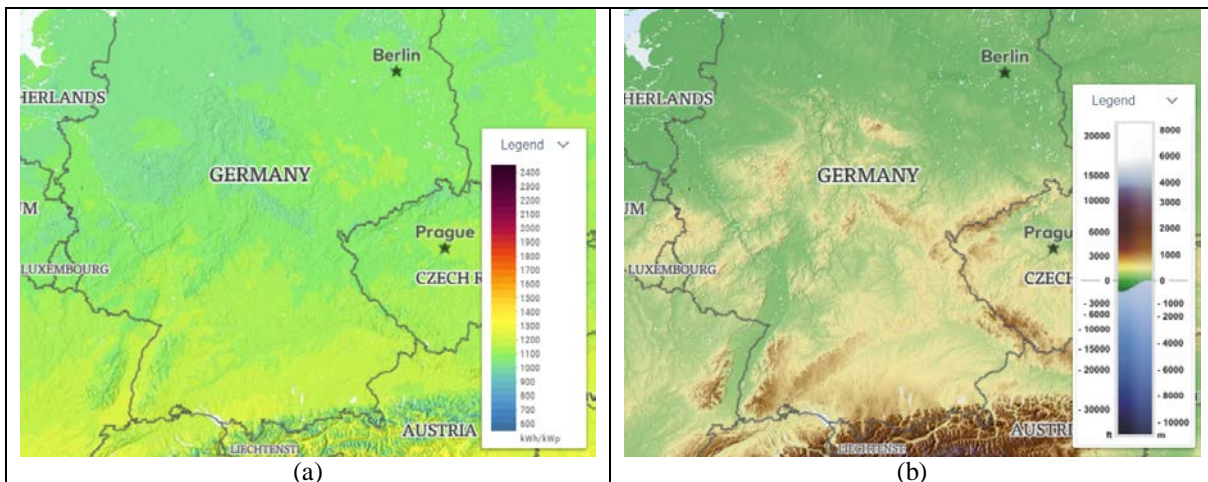 Berlin
HERLANDS
GERMANY
UM
Prague
LUXEMBOURG
CZECH R
AUSTRIA
LIECHTENSTI
Legend
2400
2300
2200
2100
2000
1900
1800
1700
1600
1500
1400
1300
1200
1100
1000
900
800
700
600
kWh/kWp
(a)
Berlin
HERLANDS
GERMANY
UM
Prague
LUXEMBOURG
CZECH
AUSTRI
LIECHTENSTI
Legend
20000 8000
6000
15000 4000
10000 3000
6000 2000
3000 1000
0 0
- 3000 - 1000
- 6000 - 2000
- 10000
- 15000 - 4000
- 20000 - 6000
- 8000
- 30000 - 10000
ft m
(b)